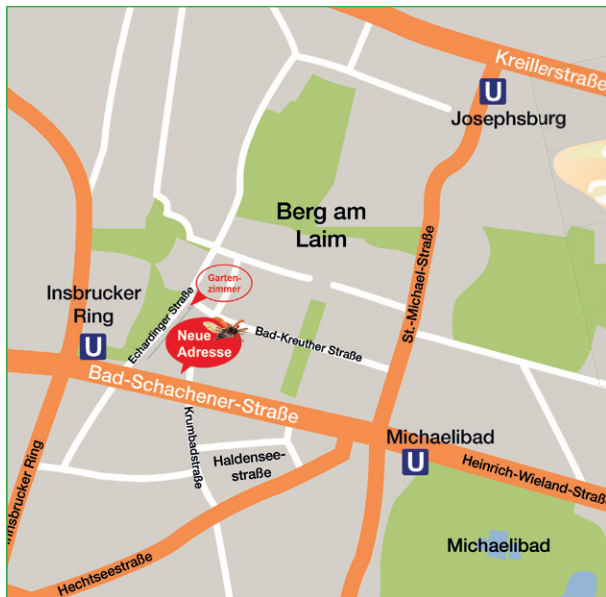 Kreillerstraße
U
Josephsburg
Berg am
Laim
St.-Michael-Straße
Insbrucker
Ring
U
Echardinger Straße
Garten-
zimmer
Neue
Adresse
Bad-Kreuther Straße
Bad-Schachener-Straße
Krumbadstraße
Haldensee-
straße
Michaelibad
U
Heinrich-Wieland-Straß
Innsbrucker Ring
Hechtseestraße
Michaelibad